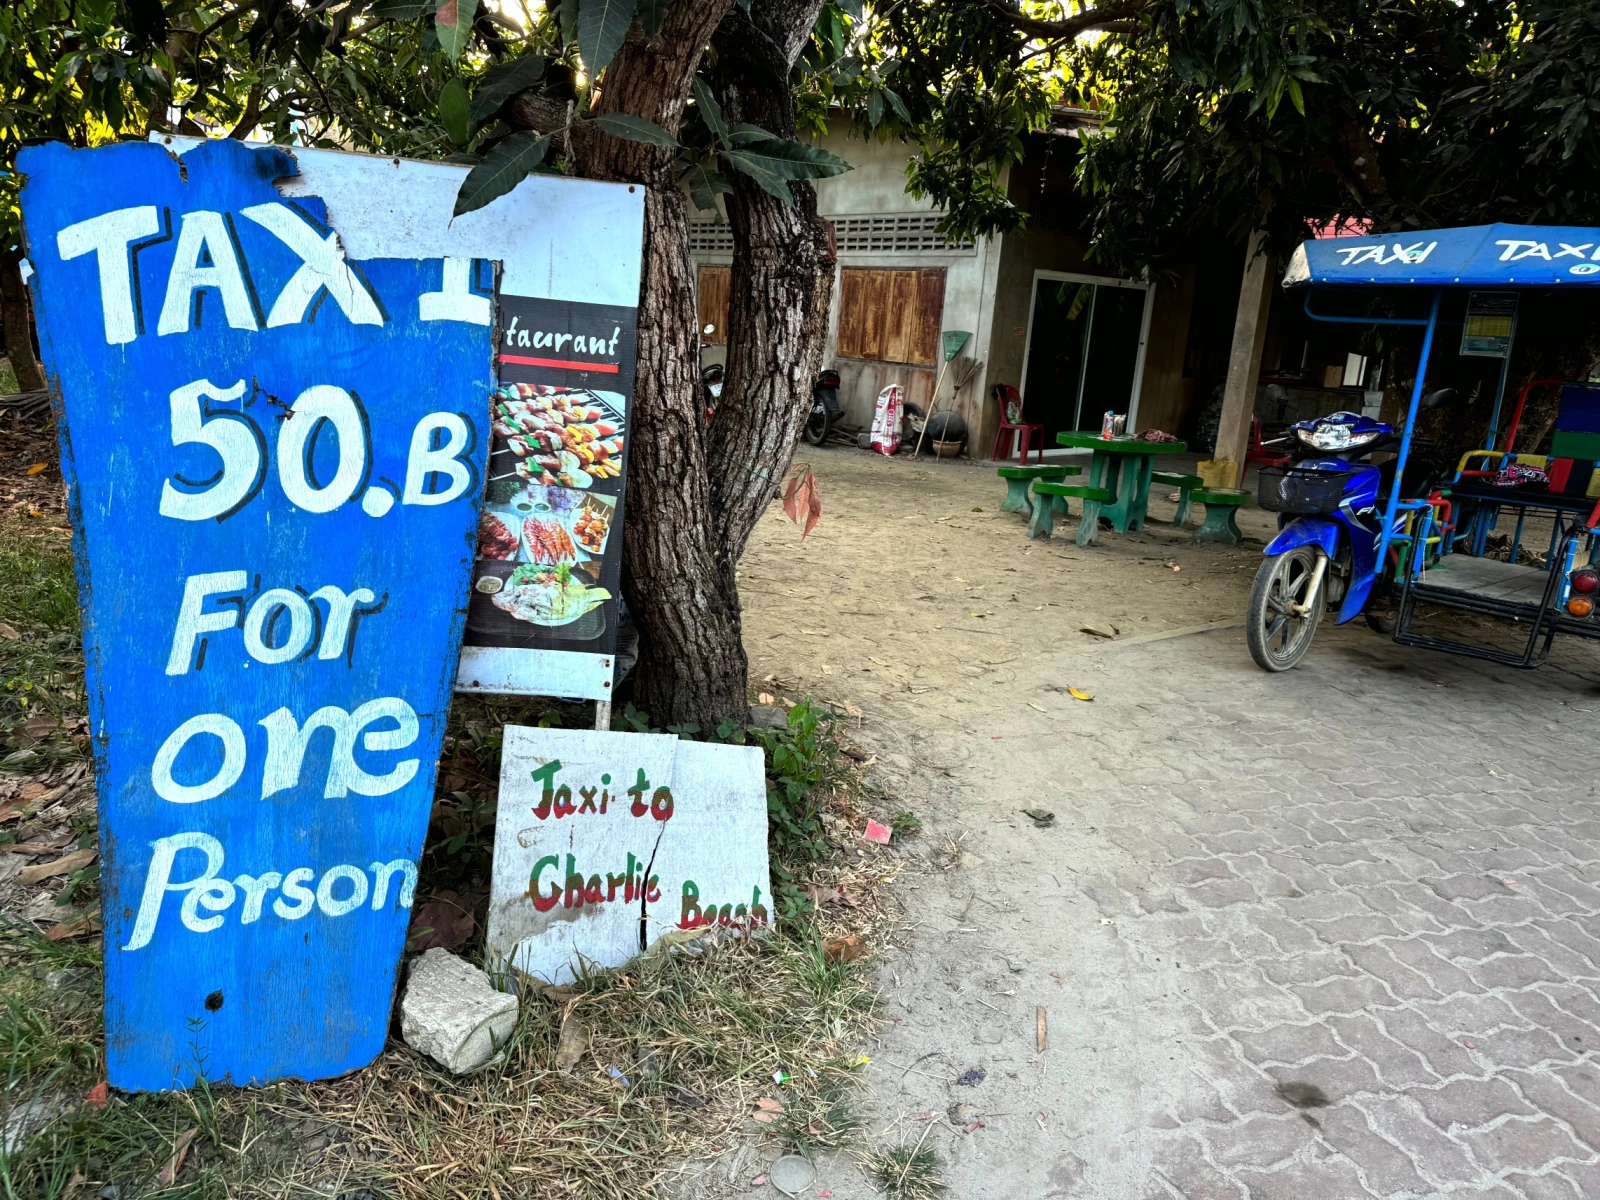 TAXI
50.B
For
one
Person
taurant
Taxi to
Charlie Beach
TAXI TAXI